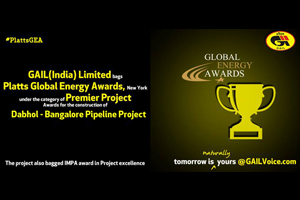 #PlattsGEA
GAIL(India) Limited bags
Platts Global Energy Awards, New York
under the category of Premier Project
Awards for the construction of
Dabhol - Bangalore Pipeline Project
The project also bagged IMPA award in Project excellence
GLOBAL
ENERGY
AWARDS
GAIL
naturally
tomorrow is yours @GAILVoice.com